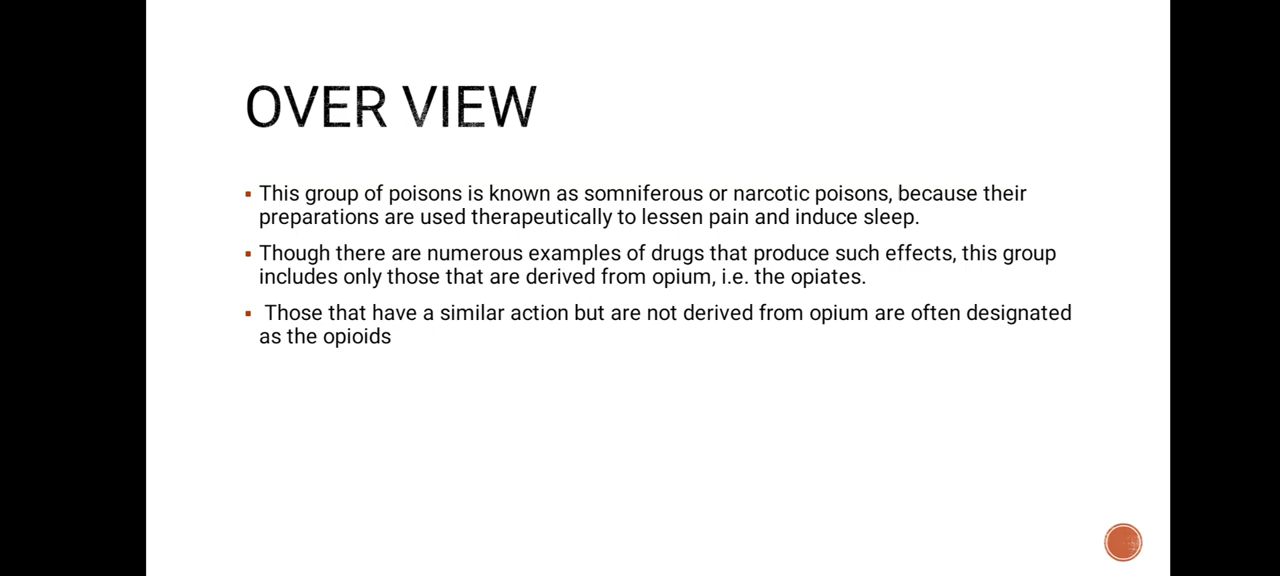 OVER VIEW
▪ This group of poisons is known as somniferous or narcotic poisons, because their
preparations are used therapeutically to lessen pain and induce sleep.
▪ Though there are numerous examples of drugs that produce such effects, this group
includes only those that are derived from opium, i.e. the opiates.
▪ Those that have a similar action but are not derived from opium are often designated
as the opioids